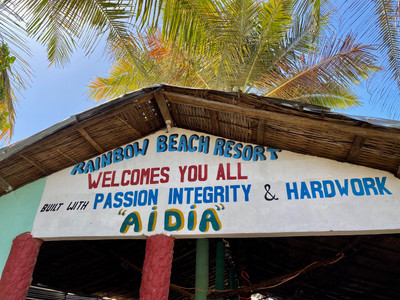 RAINBOW BEACH RESORT
WELCOMES YOU ALL
BUILT WITH PASSION INTEGRITY & HARDWORK
"AIDIA"